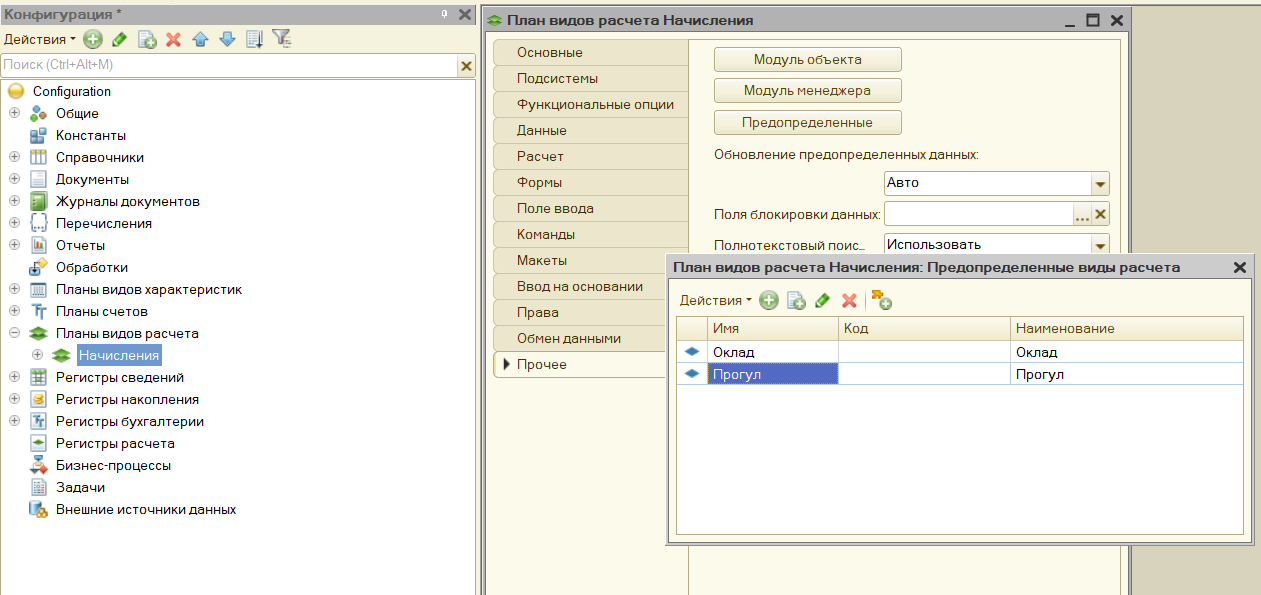 Конфигурация *
Действия
Поиск (Ctrl+Alt+M)
Configuration
Общие
Константы
Справочники
Документы
Журналы документов
Перечисления
Отчеты
Обработки
Планы видов характеристик
Планы счетов
Планы видов расчета
Начисления
Регистры сведений
Регистры накопления
Регистры бухгалтерии
Регистры расчета
Бизнес-процессы
Задачи
Внешние источники данных
План видов расчета Начисления
Основные
Подсистемы
Функциональные опции
Данные
Расчет
Формы
Поле ввода
Команды
Макеты
Ввод на основании
Права
Обмен данными
Прочее
Модуль объекта
Модуль менеджера
Предопределенные
Обновление предопределенных данных:
Авто
Поля блокировки данных: ...
Полнотекстовый поис... Использовать
План видов расчета Начисления: Предопределенные виды расчета
Действия
Имя Код Наименование
Оклад Оклад
Прогул Прогул